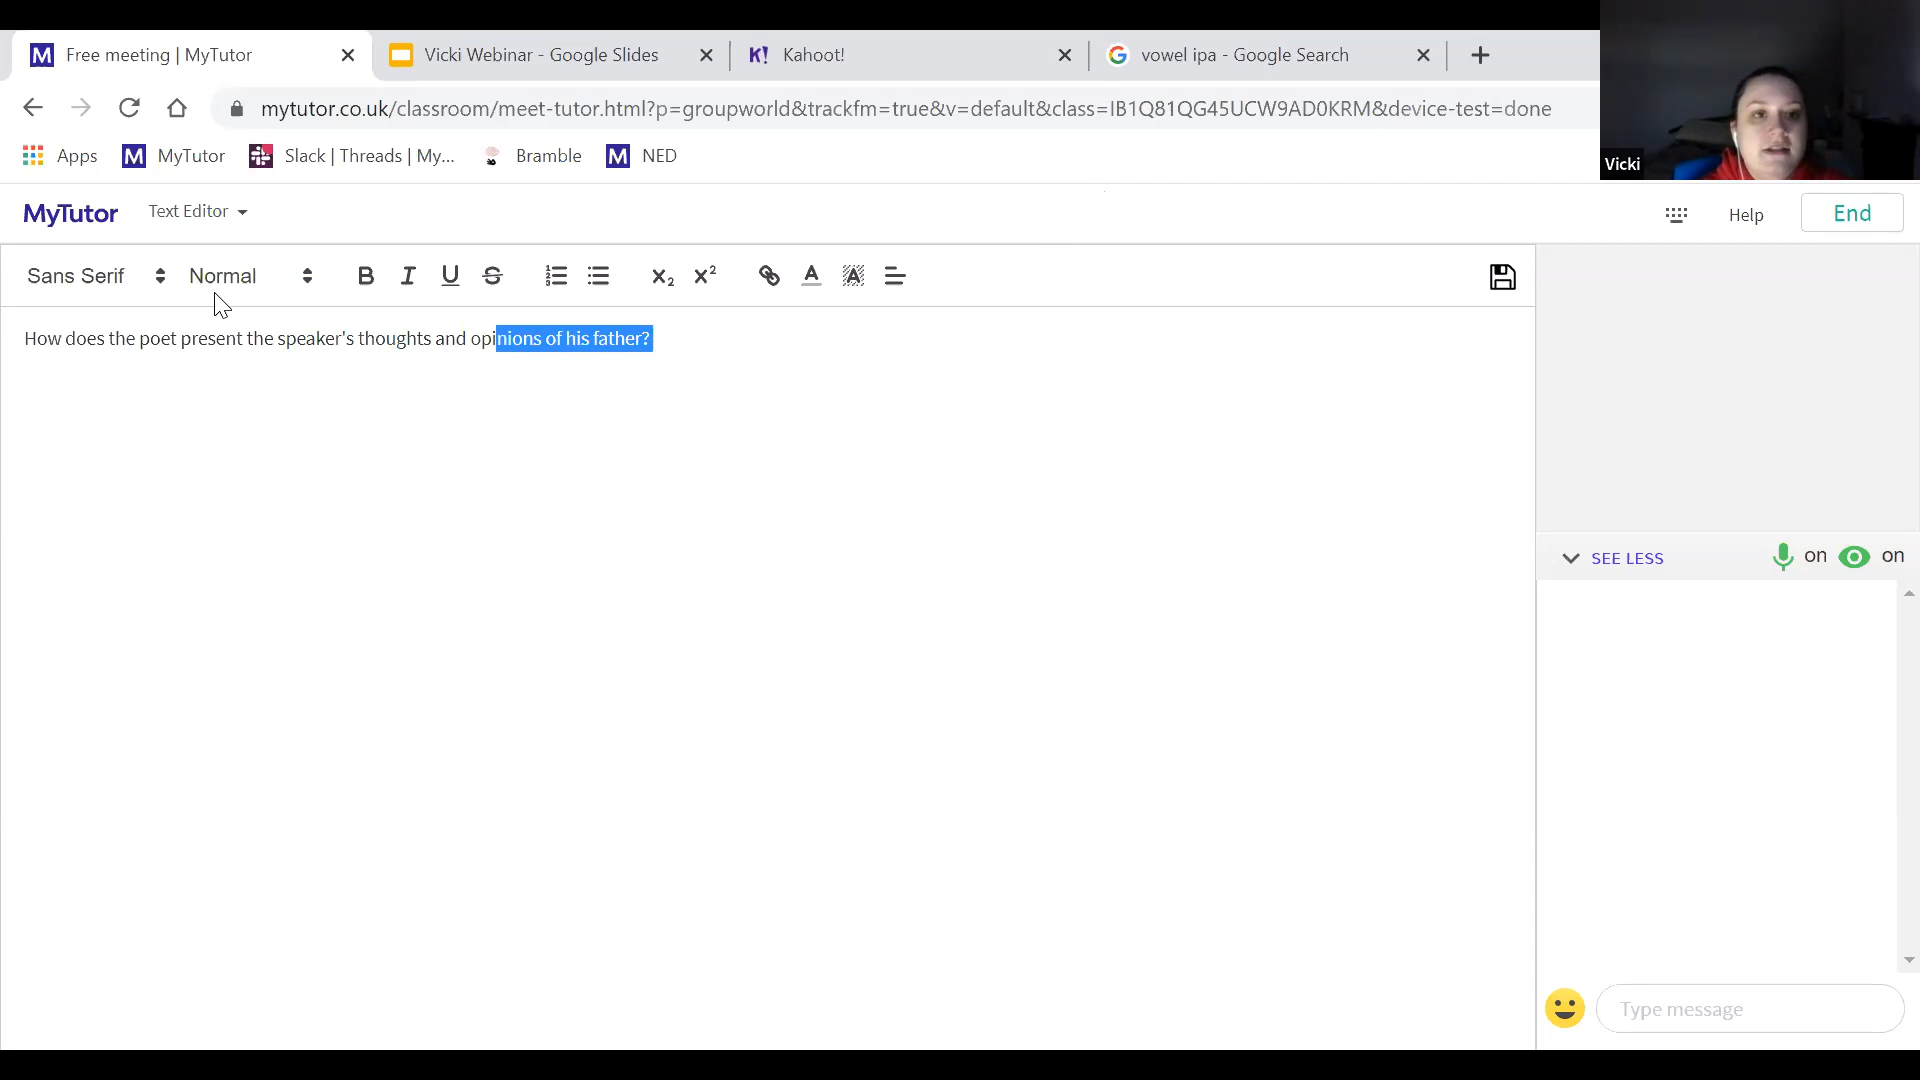 Free meeting | MyTutor
Vicki Webinar - Google Slides
K! Kahoot!
vowel ipa - Google Search
mytutor.co.uk/classroom/meet-tutor.html?p=groupworld&trackfm=true&v=default&class=IB1Q81QG45UCW9AD0KRM&device-test=done
Apps
M MyTutor
Slack | Threads | My...
Bramble
M NED
Vicki
MyTutor
Text Editor
Help
End
Sans Serif
Normal
B I U S X₂ X² A A
How does the poet present the speaker's thoughts and opinions of his father?
SEE LESS
on
on
Type message